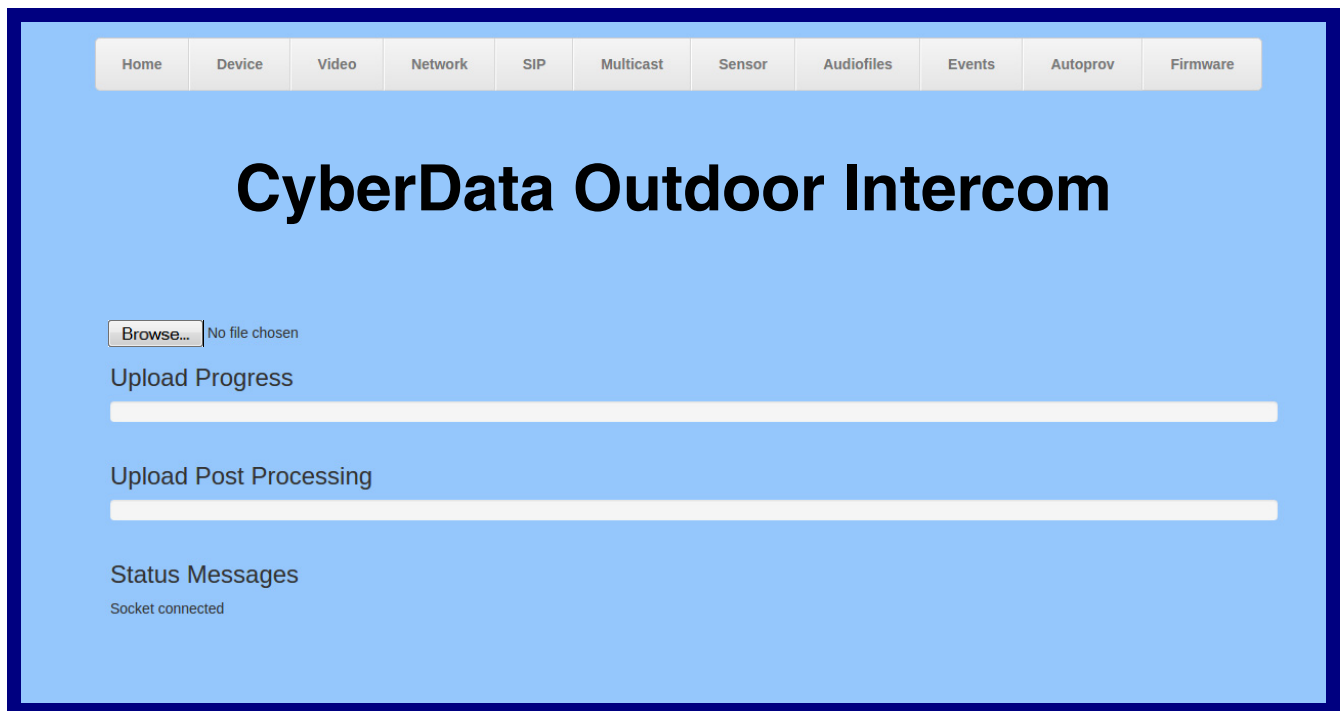 Home Device Video Network SIP Multicast Sensor Audiofiles Events Autoprov Firmware
CyberData Outdoor Intercom
Browse... No file chosen
Upload Progress
Upload Post Processing
Status Messages
Socket connected